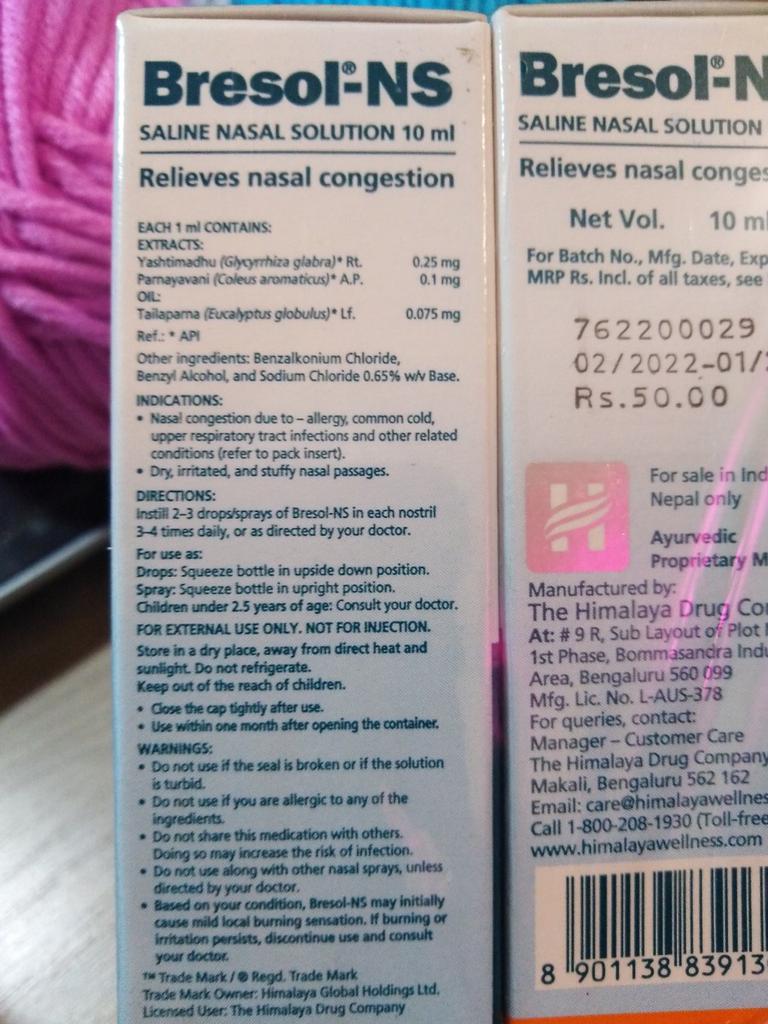 Bresol®-NS
SALINE NASAL SOLUTION 10 ml
Relieves nasal congestion
EACH 1 ml CONTAINS:
EXTRACTS:
Yashtimadhu (Glycyrrhiza glabra)* Rt. 0.25 mg
Parnayavani (Coleus aromaticus)* A.P. 0.1 mg
OIL:
Tailaparna (Eucalyptus globulus)* Lf. 0.075 mg
Ref.: * API
Other ingredients: Benzalkonium Chloride,
Benzyl Alcohol, and Sodium Chloride 0.65% w/v Base.
INDICATIONS:
• Nasal congestion due to – allergy, common cold,
upper respiratory tract infections and other related
conditions (refer to pack insert).
• Dry, irritated, and stuffy nasal passages.
DIRECTIONS:
Instill 2–3 drops/sprays of Bresol-NS in each nostril
3–4 times daily, or as directed by your doctor.
For use as:
Drops: Squeeze bottle in upside down position.
Spray: Squeeze bottle in upright position.
Children under 2.5 years of age: Consult your doctor.
FOR EXTERNAL USE ONLY. NOT FOR INJECTION.
Store in a dry place, away from direct heat and
sunlight. Do not refrigerate.
Keep out of the reach of children.
• Close the cap tightly after use.
• Use within one month after opening the container.
WARNINGS:
• Do not use if the seal is broken or if the solution
is turbid.
• Do not use if you are allergic to any of the
ingredients.
• Do not share this medication with others.
Doing so may increase the risk of infection.
• Do not use along with other nasal sprays, unless
directed by your doctor.
• Based on your condition, Bresol-NS may initially
cause mild local burning sensation. If burning or
irritation persists, discontinue use and consult
your doctor.
™ Trade Mark / ® Regd. Trade Mark
Trade Mark Owner: Himalaya Global Holdings Ltd.
Licensed User: The Himalaya Drug Company
Bresol®-N
SALINE NASAL SOLUTION
Relieves nasal conges
Net Vol. 10 ml
For Batch No., Mfg. Date, Exp
MRP Rs. Incl. of all taxes, see
762200029
02/2022-01/
Rs.50.00
For sale in Ind
Nepal only
Ayurvedic
Proprietary M
Manufactured by:
The Himalaya Drug Co
At: # 9 R, Sub Layout of Plot
1st Phase, Bommasandra Indu
Area, Bengaluru 560 099
Mfg. Lic. No. L-AUS-378
For queries, contact:
Manager – Customer Care
The Himalaya Drug Company
Makali, Bengaluru 562 162
Email: care@himalayawellnes
Call 1-800-208-1930 (Toll-free
www.himalayawellness.com
8 901138 83913